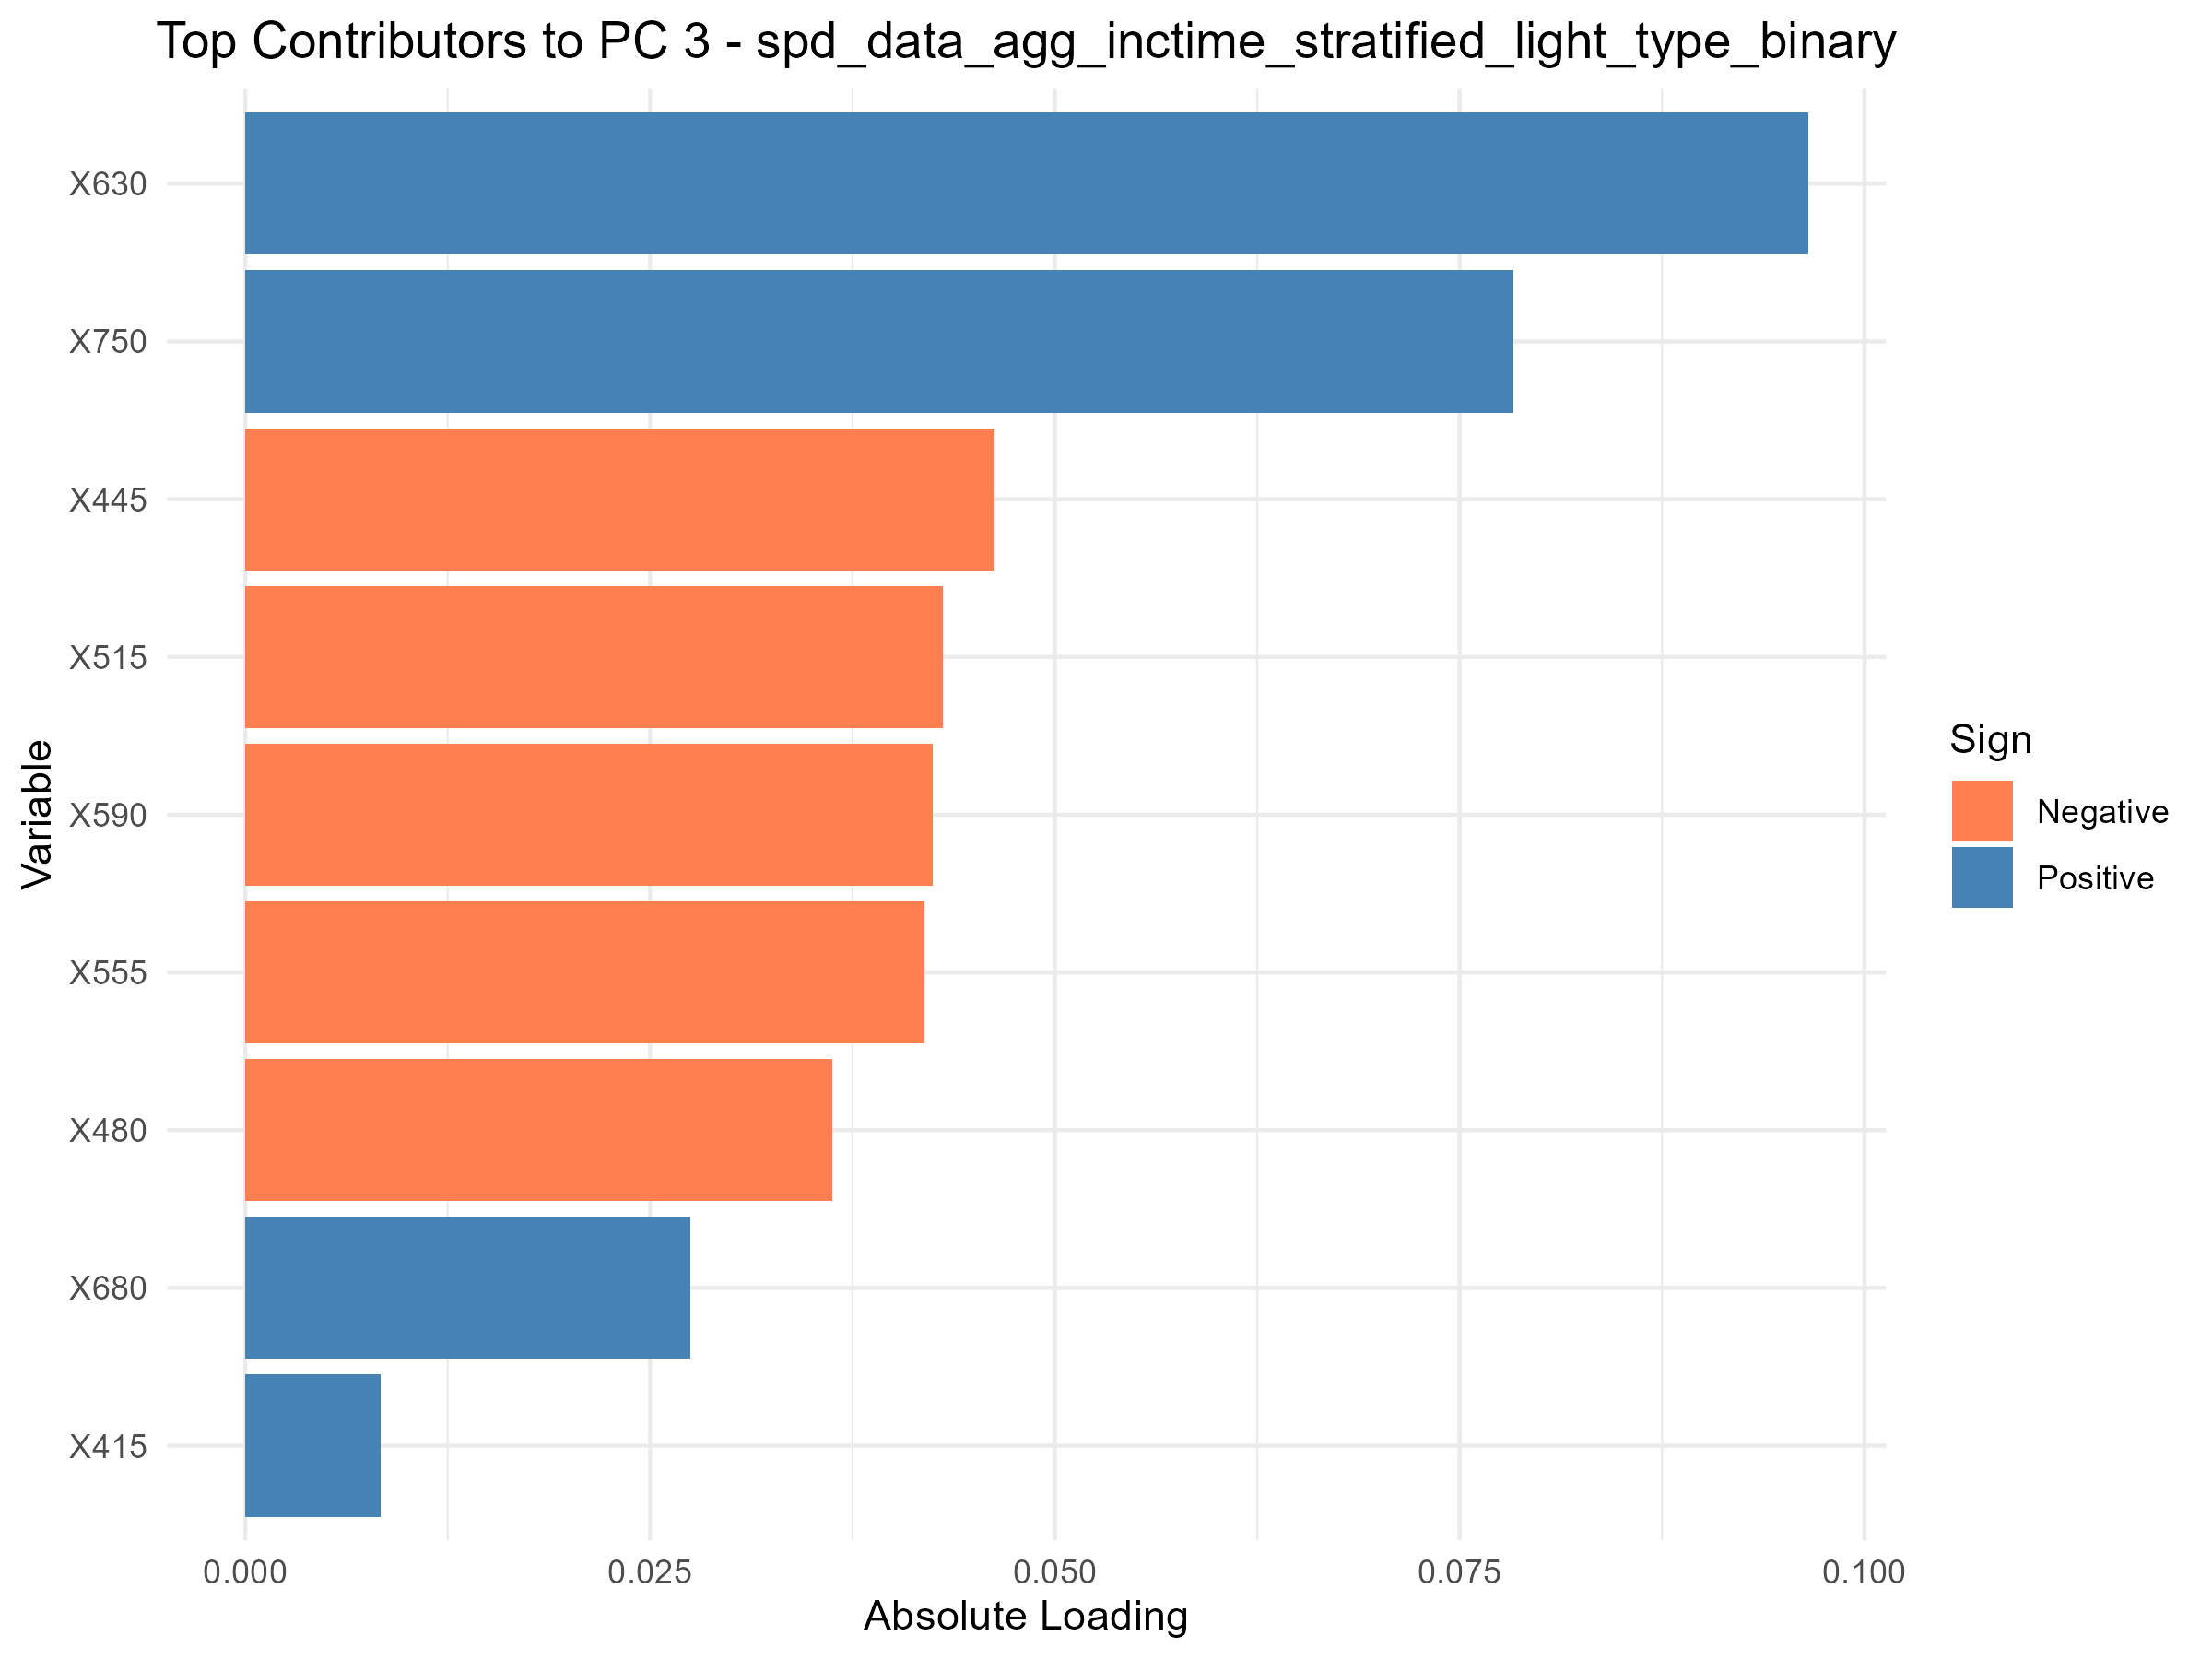 Top Contributors to PC 3 - spd_data_agg_inctime_stratified_light_type_binary
Variable
X630
X750
X445
X515
X590
X555
X480
X680
X415
0.000 0.025 0.050 0.075 0.100
Absolute Loading
Sign
Negative
Positive